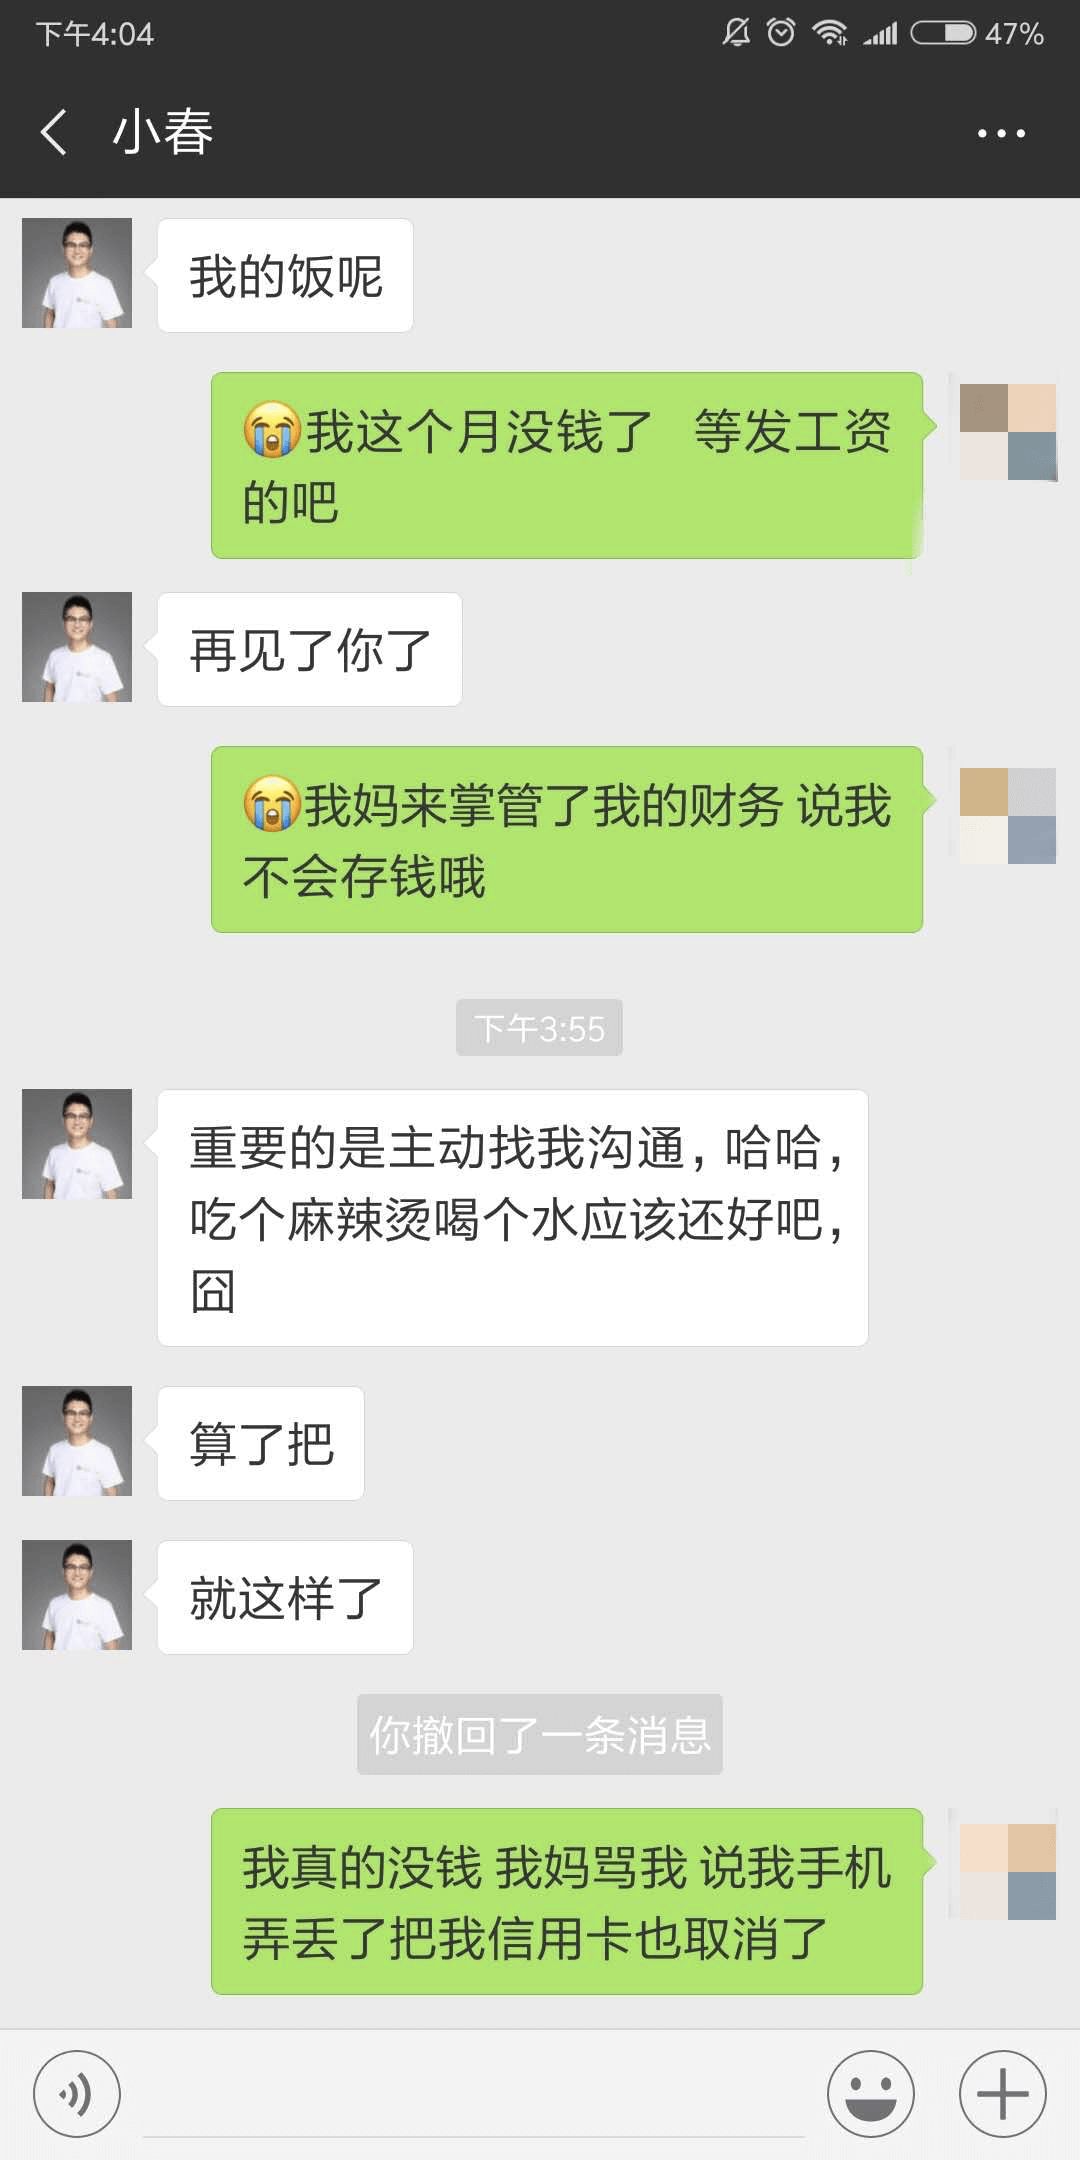 下午4:04
47%
小春
我的饭呢
😭我这个月没钱了 等发工资
的吧
再见了你了
😭我妈来掌管了我的财务 说我
不会存钱哦
下午3:55
重要的是主动找我沟通，哈哈，
吃个麻辣烫喝个水应该还好吧，
囧
算了把
就这样了
你撤回了一条消息
我真的没钱 我妈骂我 说我手机
弄丢了把我信用卡也取消了